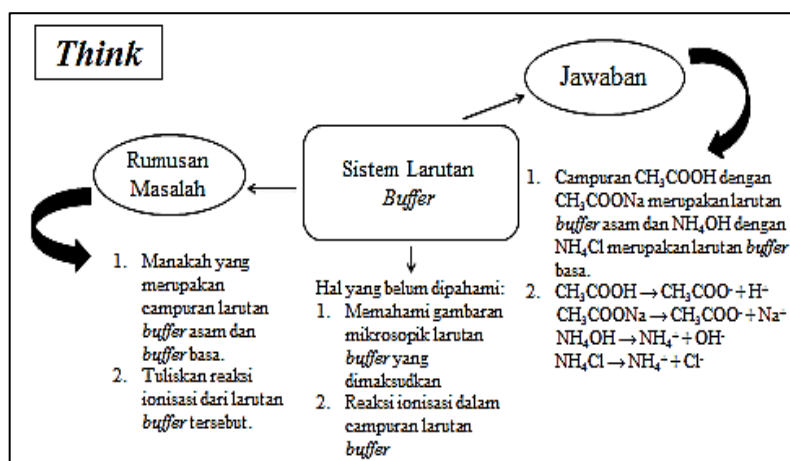 Think
Rumusan
Masalah
1. Manakah yang
merupakan
campuran larutan
buffer asam dan
buffer basa.
2. Tuliskan reaksi
ionisasi dari larutan
buffer tersebut.
Sistem Larutan
Buffer
Hal yang belum dipahami:
1. Memahami gambaran
mikrosopik larutan
buffer yang
dimaksudkan
2. Reaksi ionisasi dalam
campuran larutan
buffer
Jawaban
1. Campuran CH₃COOH dengan
CH₃COONa merupakan larutan
buffer asam dan NH₄OH dengan
NH₄Cl merupakan larutan buffer
basa.
2. CH₃COOH → CH₃COO⁻ + H⁺
CH₃COONa → CH₃COO⁻ + Na⁺
NH₄OH → NH₄⁺ + OH⁻
NH₄Cl → NH₄⁺ + Cl⁻